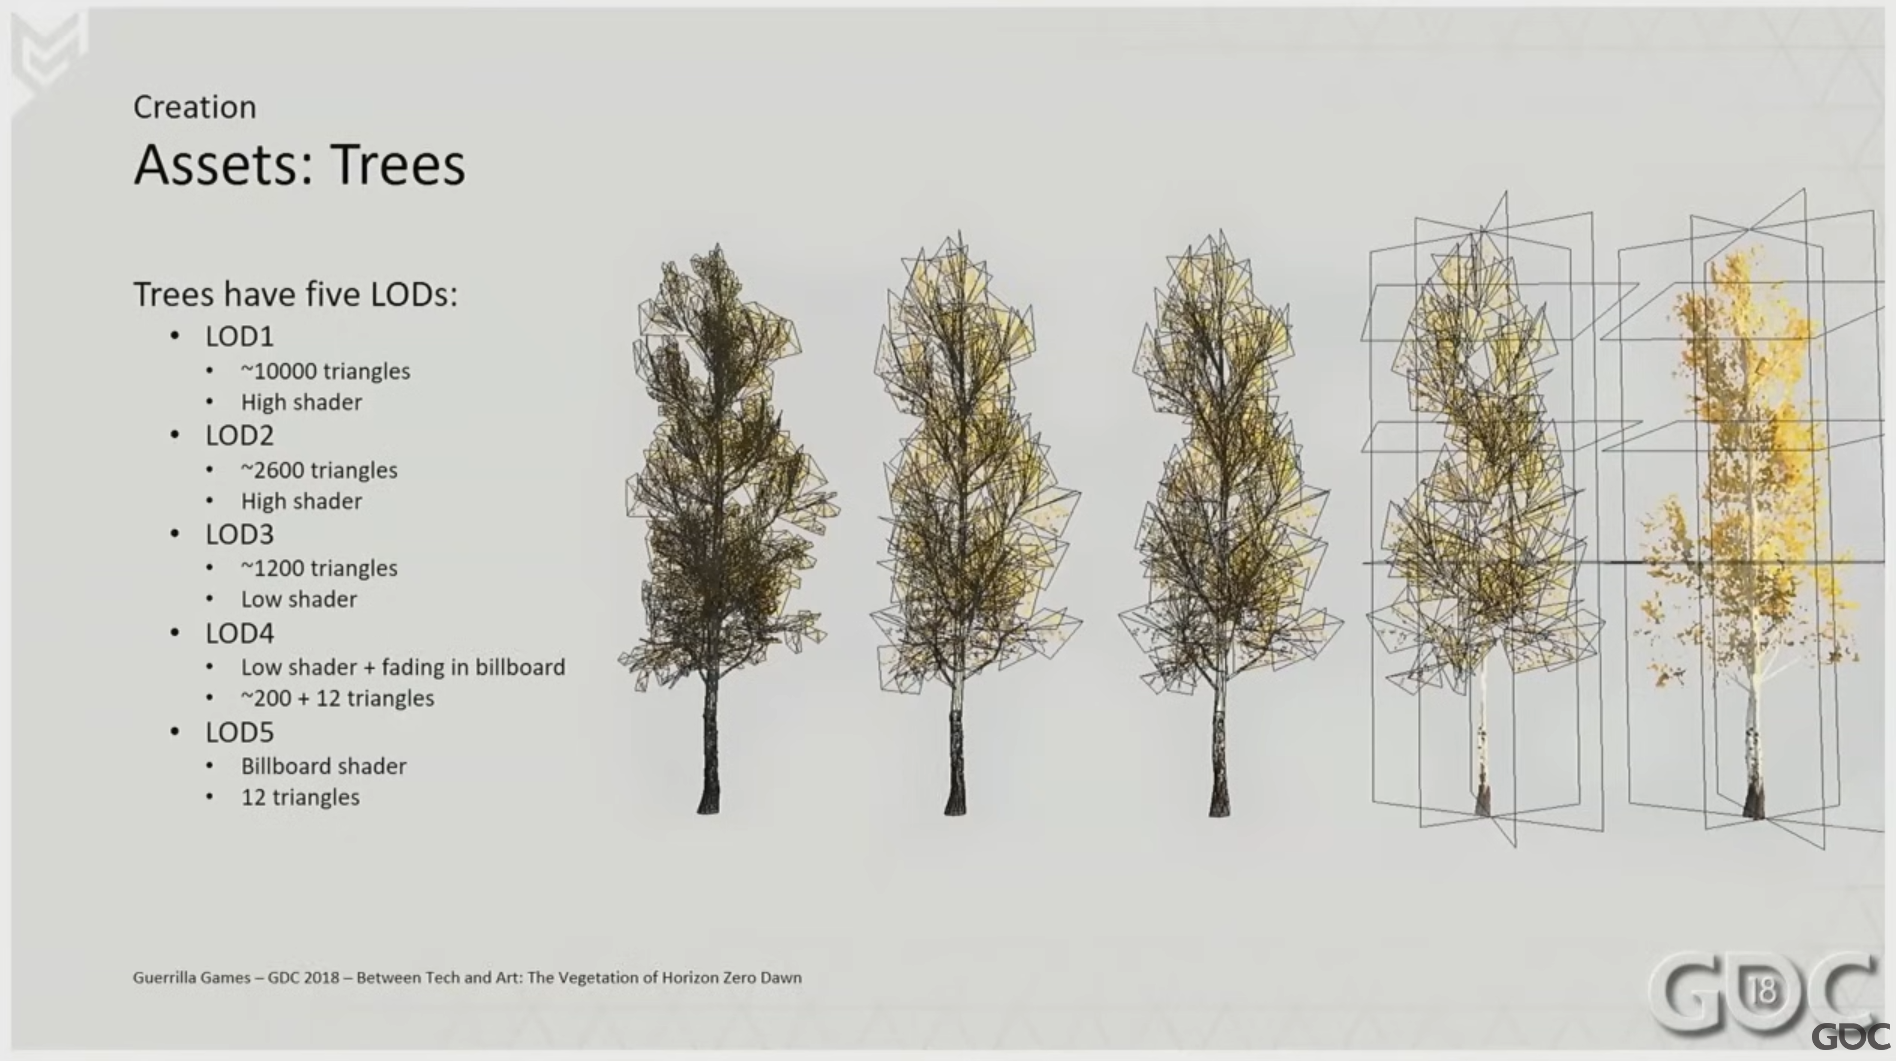 Creation
Assets: Trees
Trees have five LODs:
• LOD1
• ~10000 triangles
• High shader
• LOD2
• ~2600 triangles
• High shader
• LOD3
• ~1200 triangles
• Low shader
• LOD4
• Low shader + fading in billboard
• ~200 + 12 triangles
• LOD5
• Billboard shader
• 12 triangles
Guerrilla Games – GDC 2018 – Between Tech and Art: The Vegetation of Horizon Zero Dawn
GDC
18
GDC